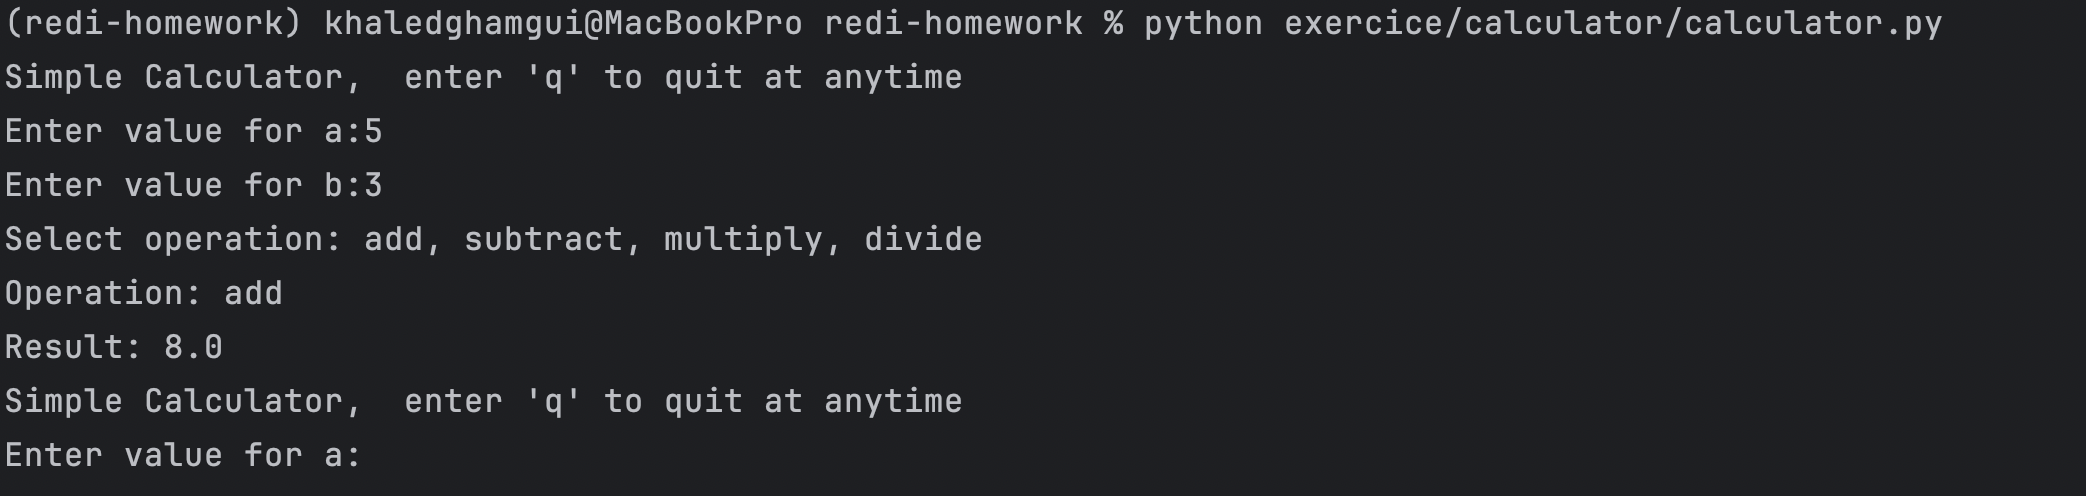 (redi-homework) khaledghamgui@MacBookPro redi-homework % python exercice/calculator/calculator.py
Simple Calculator,  enter 'q' to quit at anytime
Enter value for a:5
Enter value for b:3
Select operation: add, subtract, multiply, divide
Operation: add
Result: 8.0
Simple Calculator,  enter 'q' to quit at anytime
Enter value for a: